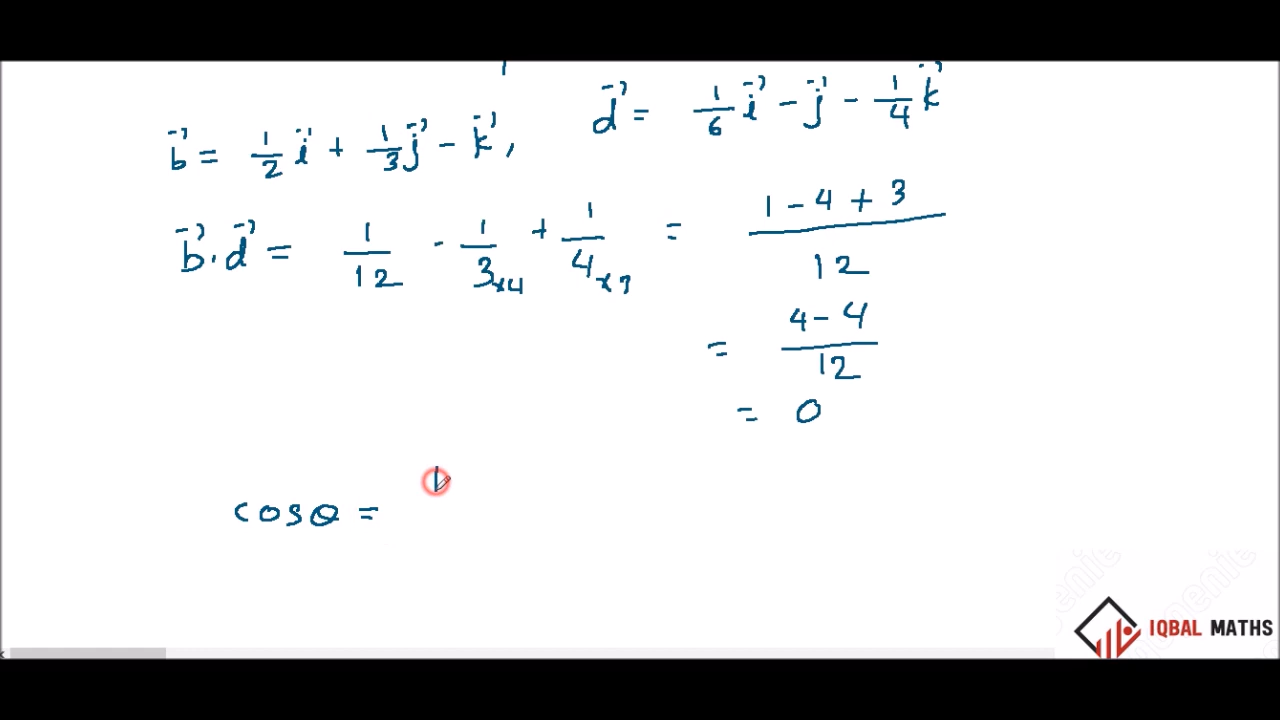 b⃗ = 1/2 i⃗ + 1/3 j⃗ - k⃗, d⃗ = 1/6 i⃗ - j⃗ - 1/4 k⃗
b⃗ · d⃗ = 1/12 - 1/3×4 + 1/4×3 = (1 - 4 + 3)/12
= (4 - 4)/12
= 0
cosθ =
IQBAL MATHS